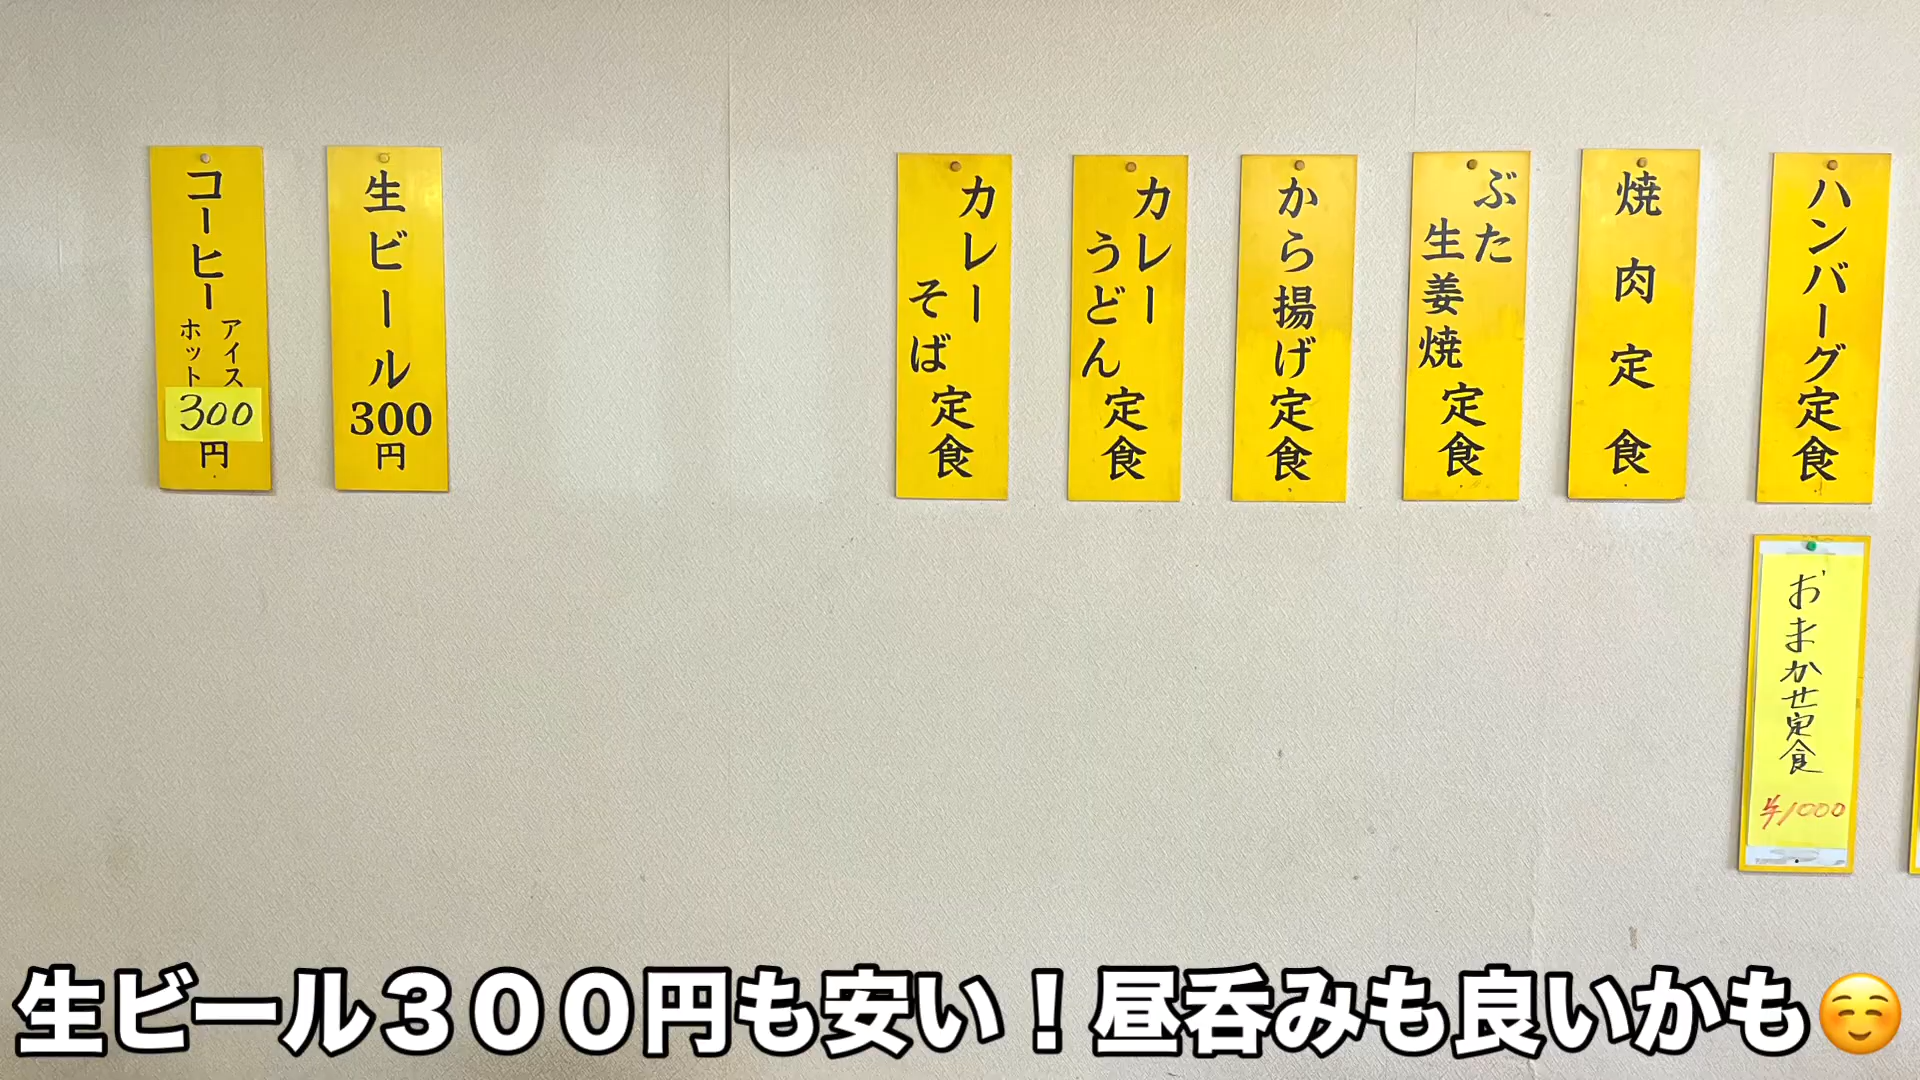 ハンバーグ定食
焼肉定食
ぶた
生姜焼
定食
から揚げ定食
カレー
うどん
定食
カレー
そば
定食
生ビール300円
コーヒー
アイス
ホット
300
円
おまかせ定食
¥1000
生ビール３００円も安い！昼呑みも良いかも☺️